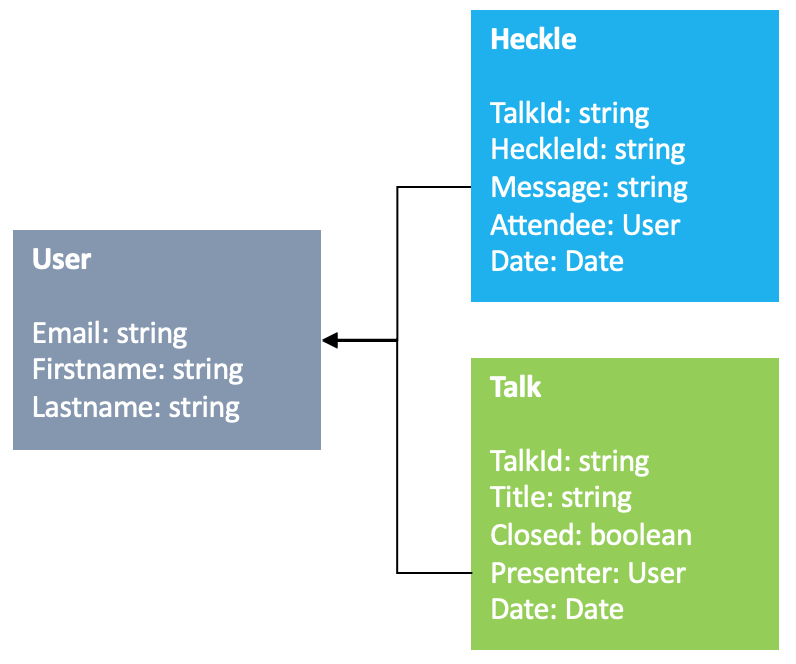 Heckle
TalkId: string
HeckleId: string
Message: string
Attendee: User
Date: Date
User
Email: string
Firstname: string
Lastname: string
Talk
TalkId: string
Title: string
Closed: boolean
Presenter: User
Date: Date